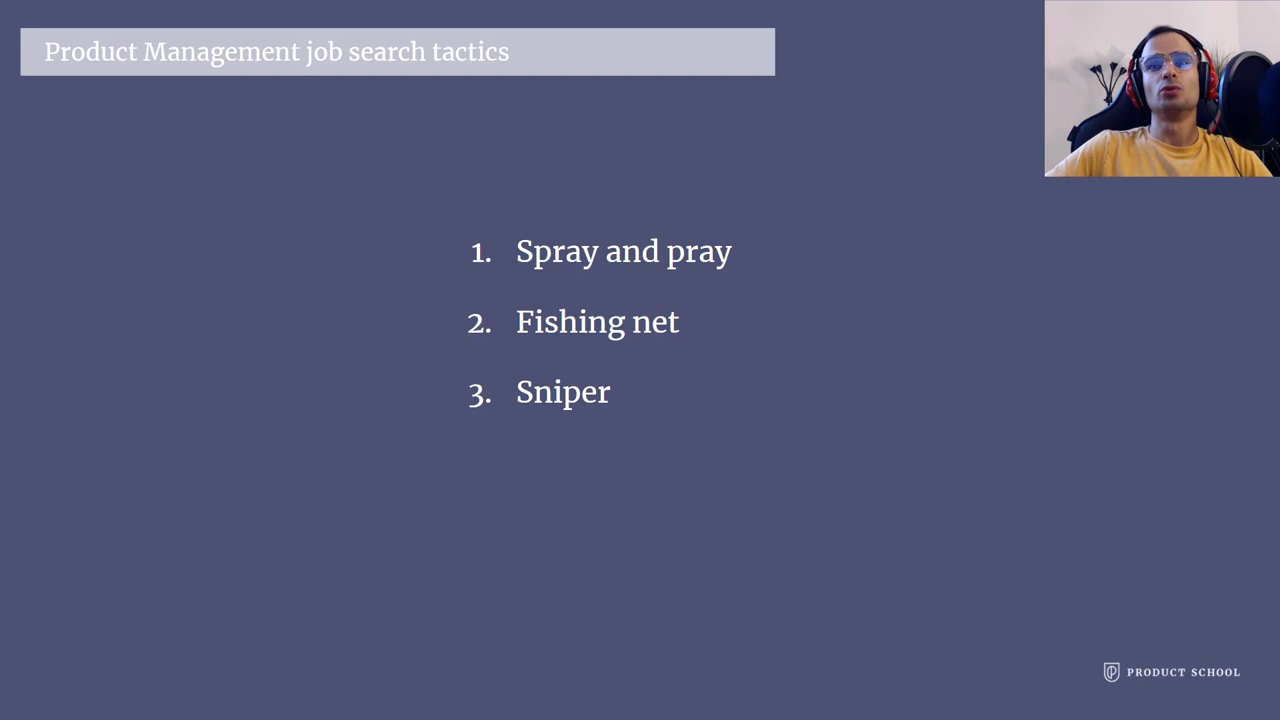 Product Management job search tactics
1. Spray and pray
2. Fishing net
3. Sniper
PRODUCT SCHOOL